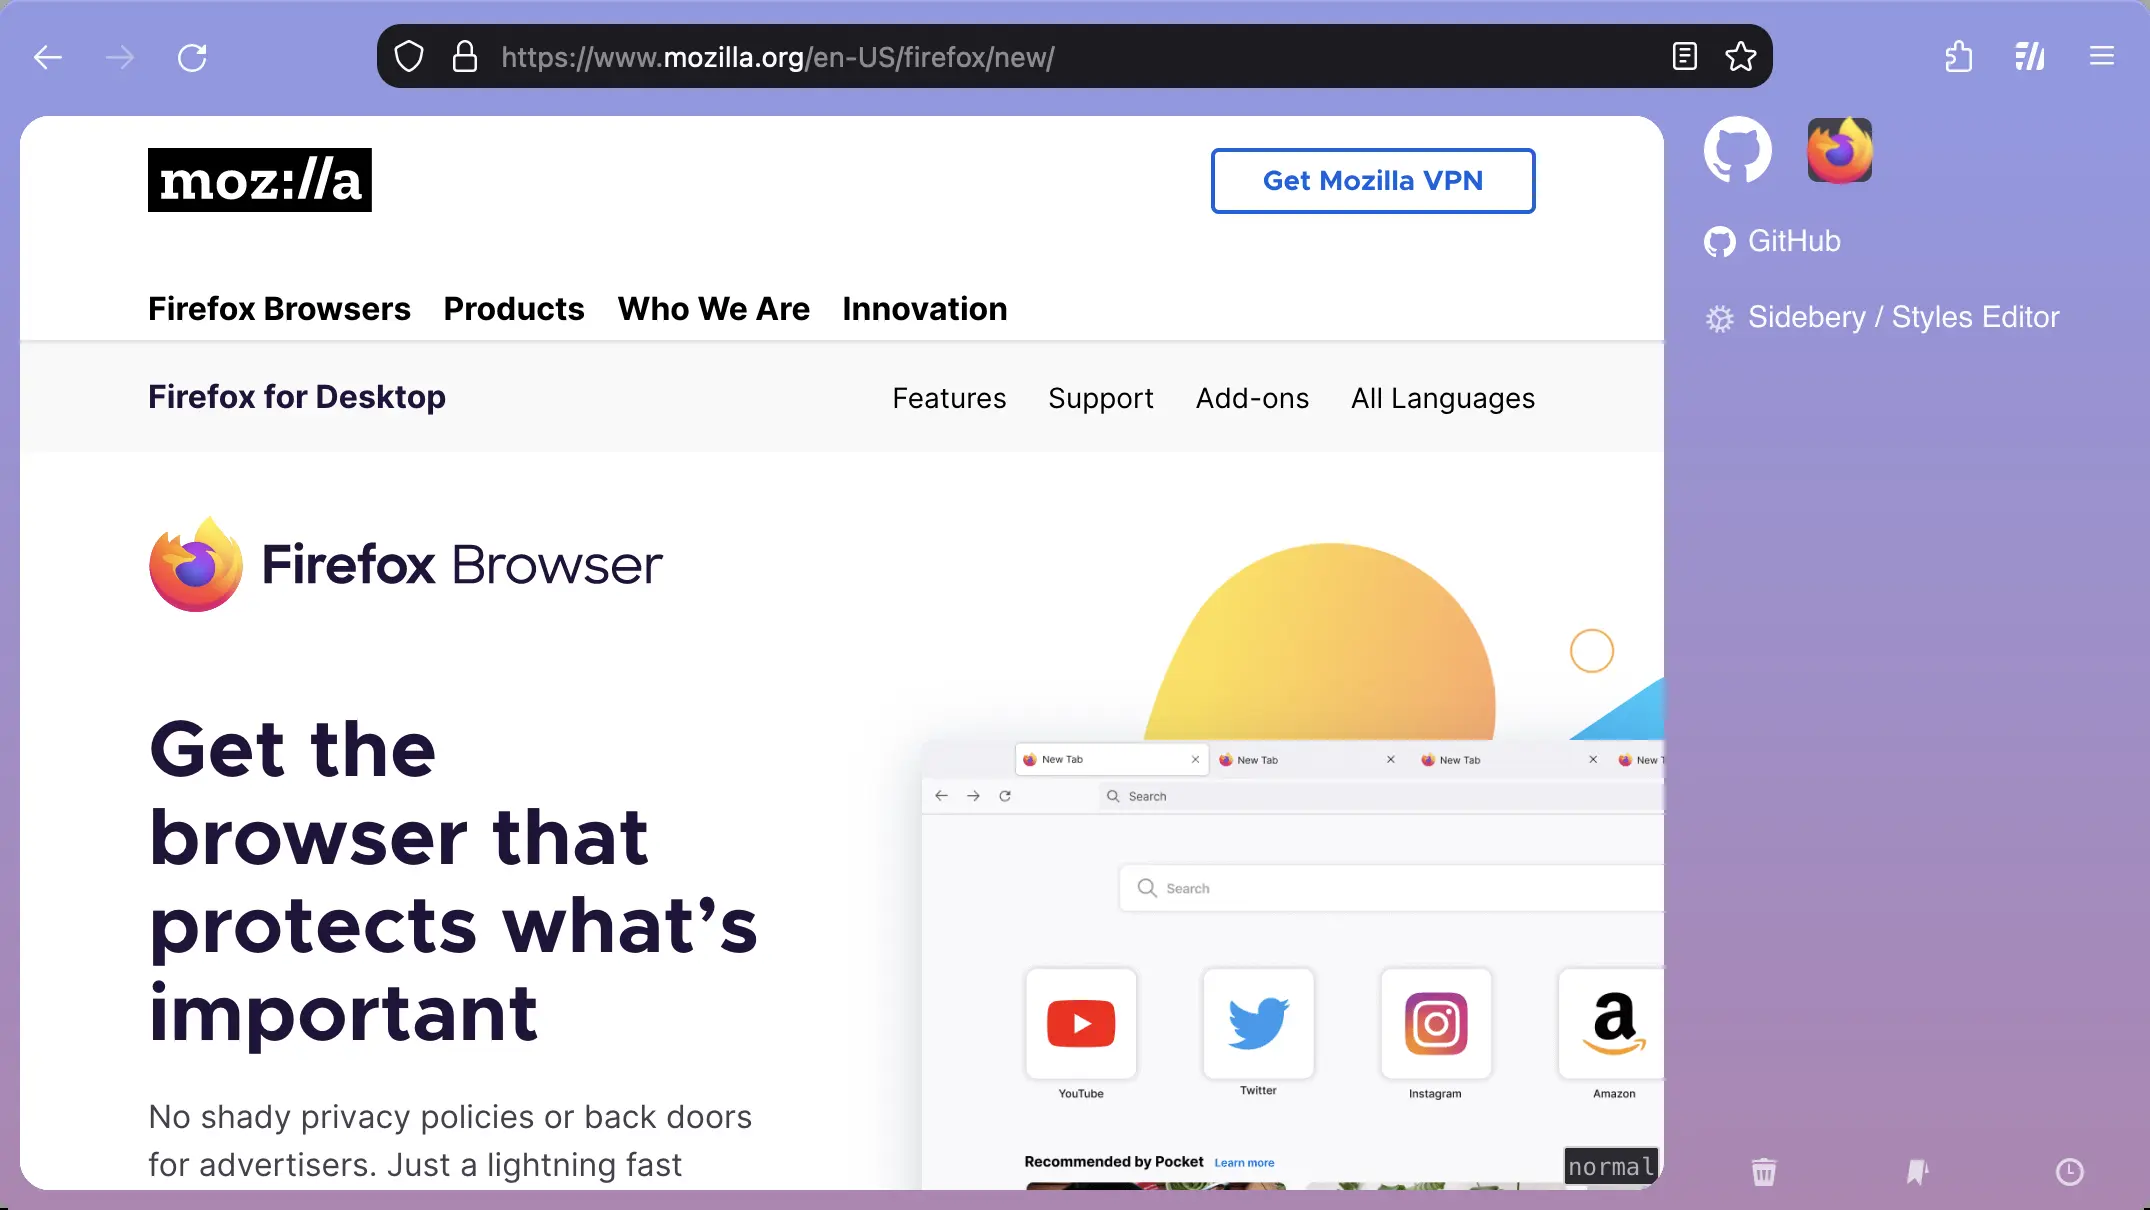 https://www.mozilla.org/en-US/firefox/new/
moz://a
Get Mozilla VPN
GitHub
Firefox Browsers Products Who We Are Innovation
Sidebery / Styles Editor
Firefox for Desktop
Features Support Add-ons All Languages
Firefox Browser
Get the
browser that
protects what's
important
No shady privacy policies or back doors
for advertisers. Just a lightning fast
New Tab New Tab New Tab New T
Search
Search
YouTube Twitter Instagram Amazon
a
Recommended by Pocket Learn more
normal